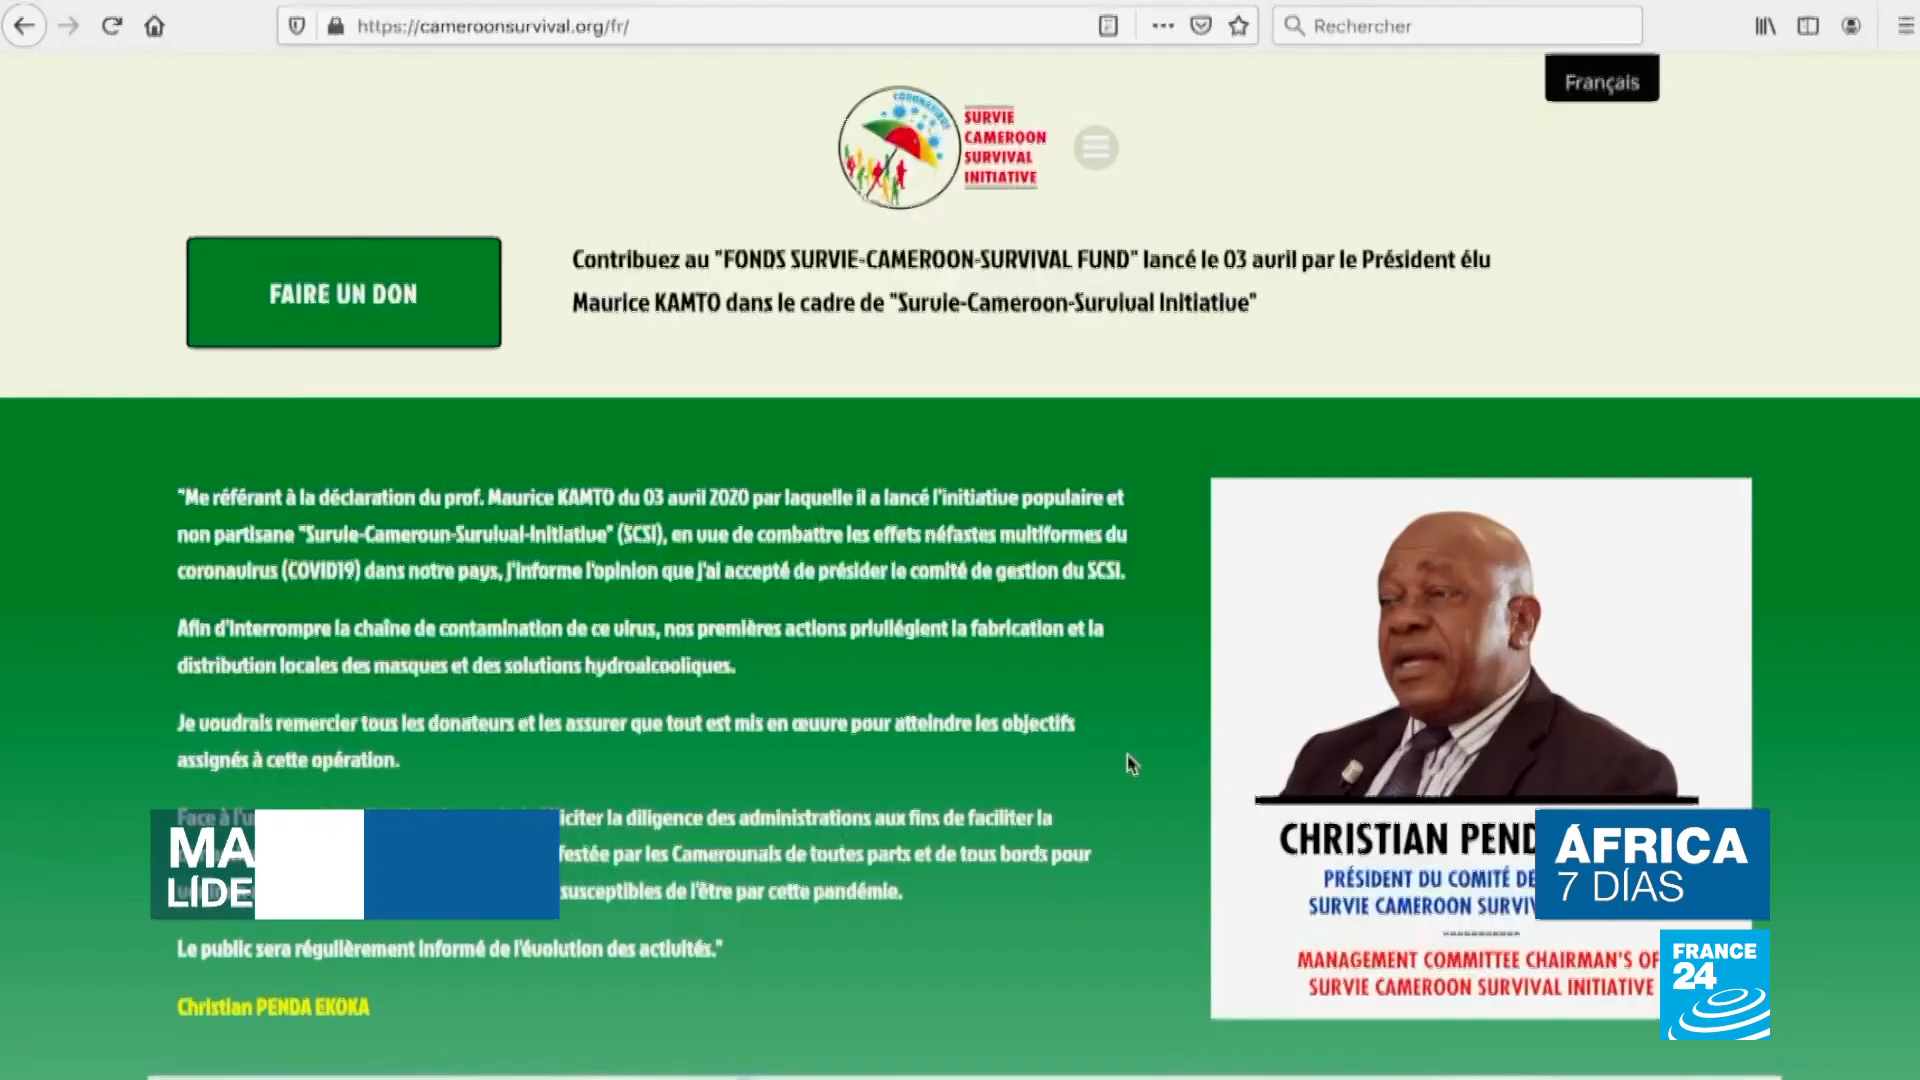 https://cameroonsurvival.org/fr/
Rechercher
Français
CORONAVIRUS
SURVIE
CAMEROON
SURVIVAL
INITIATIVE
FAIRE UN DON
Contribuez au "FONDS SURVIE-CAMEROON-SURVIVAL FUND" lancé le 03 avril par le Président élu
Maurice KAMTO dans le cadre de "Survie-Cameroon-Survival Initiative"
"Me référant à la déclaration du prof. Maurice KAMTO du 03 avril 2020 par laquelle il a lancé l'initiative populaire et
non partisane "Survie-Cameroun-Survival-Initiative" (SCSI), en vue de combattre les effets néfastes multiformes du
coronavirus (COVID19) dans notre pays, j'informe l'opinion que j'ai accepté de présider le comité de gestion du SCSI.
Afin d'interrompre la chaîne de contamination de ce virus, nos premières actions privilégient la fabrication et la
distribution locales des masques et des solutions hydroalcooliques.
Je voudrais remercier tous les donateurs et les assurer que tout est mis en œuvre pour atteindre les objectifs
assignés à cette opération.
Face à l'u iciter la diligence des administrations aux fins de faciliter la
festée par les Camerounais de toutes parts et de tous bords pour
susceptibles de l'être par cette pandémie.
Le public sera régulièrement informé de l'évolution des activités."
Christian PENDA EKOKA
CHRISTIAN PEND
PRÉSIDENT DU COMITÉ DE
SURVIE CAMEROON SURVIV
-----------
MANAGEMENT COMMITTEE CHAIRMAN'S OF
SURVIE CAMEROON SURVIVAL INITIATIVE
MA
LÍDE
ÁFRICA
7 DÍAS
FRANCE
24